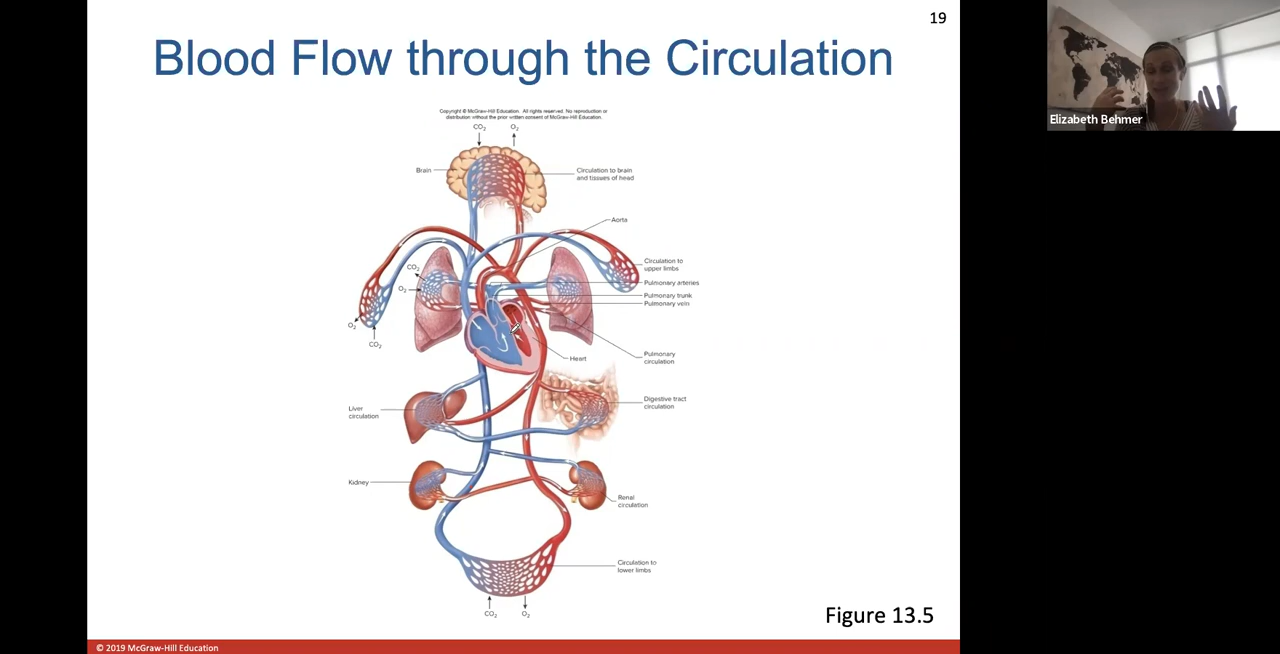 19
Blood Flow through the Circulation
Elizabeth Behmer
Copyright © McGraw-Hill Education. All rights reserved. No reproduction or
distribution without the prior written consent of McGraw-Hill Education.
CO2
O2
Brain
Circulation to brain
and tissues of head
Aorta
Circulation to
upper limbs
CO2
Pulmonary arteries
O2
Pulmonary trunk
Pulmonary vein
O2
CO2
Heart
Pulmonary
circulation
Liver
circulation
Digestive tract
circulation
Kidney
Renal
circulation
Circulation to
lower limbs
CO2
O2
Figure 13.5
© 2019 McGraw-Hill Education